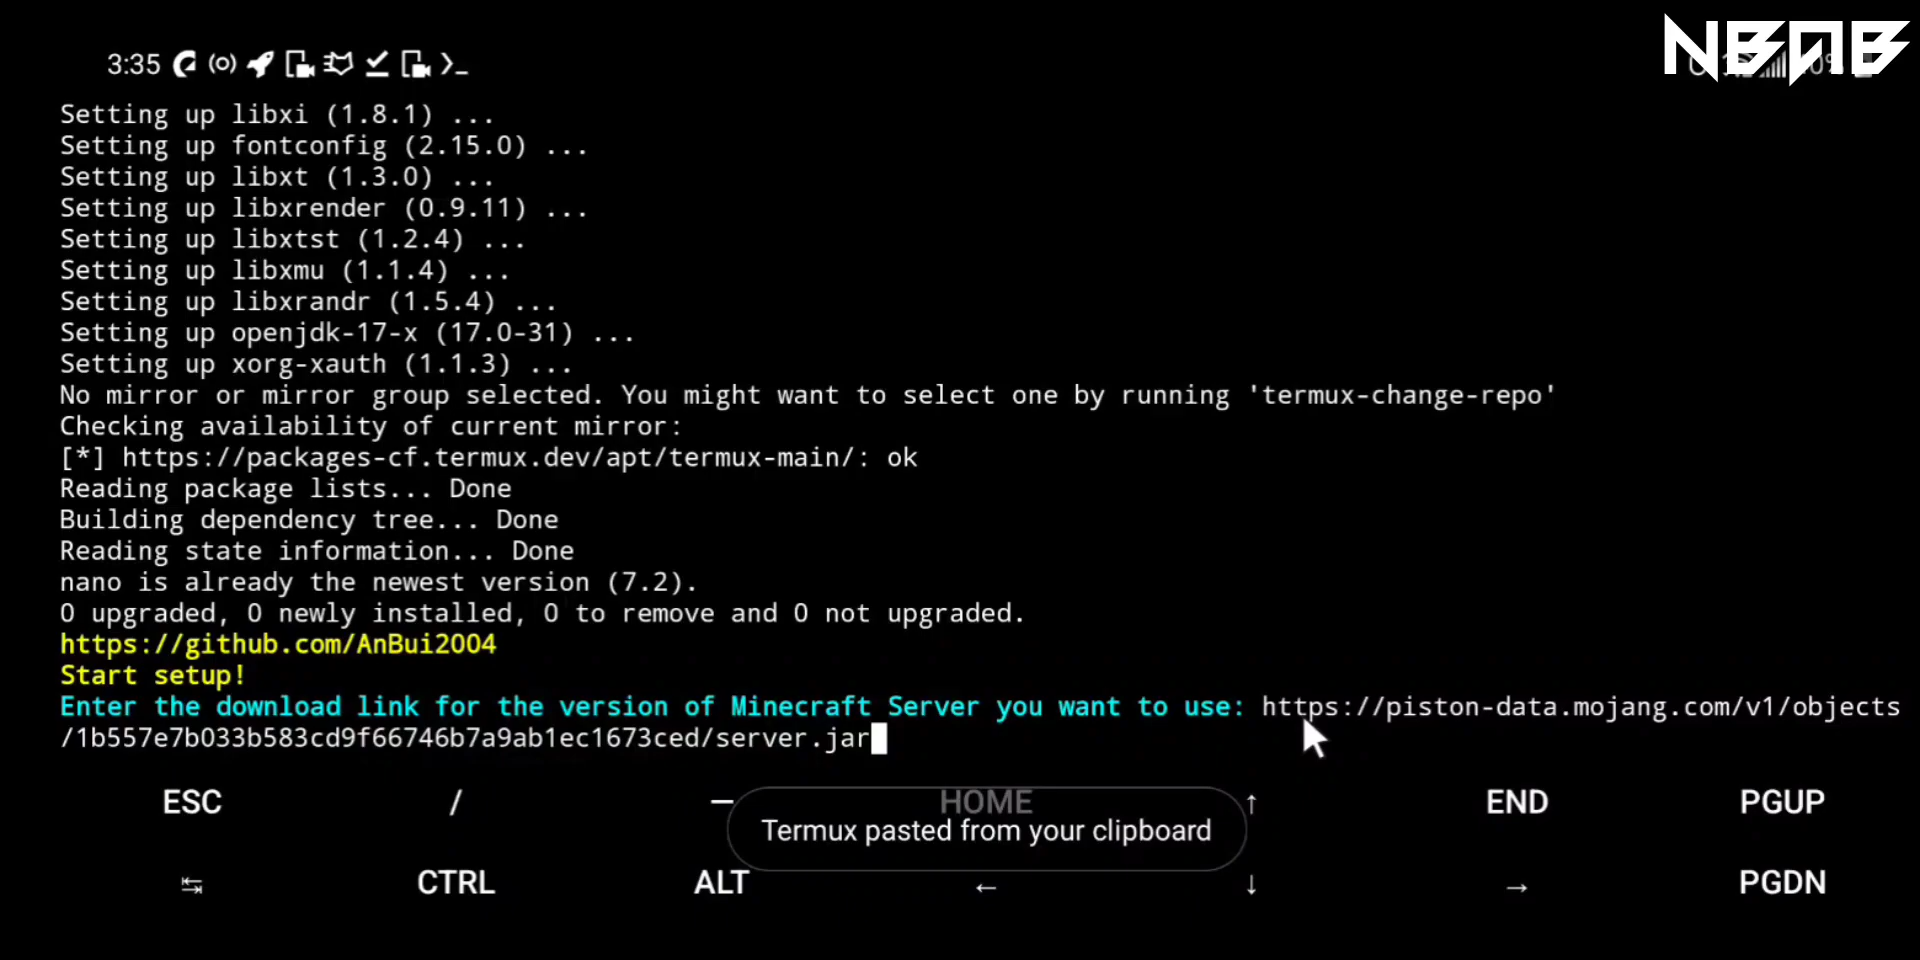 NBAB
3:35
Setting up libxi (1.8.1) ...
Setting up fontconfig (2.15.0) ...
Setting up libxt (1.3.0) ...
Setting up libxrender (0.9.11) ...
Setting up libxtst (1.2.4) ...
Setting up libxmu (1.1.4) ...
Setting up libxrandr (1.5.4) ...
Setting up openjdk-17-x (17.0-31) ...
Setting up xorg-xauth (1.1.3) ...
No mirror or mirror group selected. You might want to select one by running 'termux-change-repo'
Checking availability of current mirror:
[*] https://packages-cf.termux.dev/apt/termux-main/: ok
Reading package lists... Done
Building dependency tree... Done
Reading state information... Done
nano is already the newest version (7.2).
0 upgraded, 0 newly installed, 0 to remove and 0 not upgraded.
https://github.com/AnBui2004
Start setup!
Enter the download link for the version of Minecraft Server you want to use: https://piston-data.mojang.com/v1/objects
/1b557e7b033b583cd9f66746b7a9ab1ec1673ced/server.jar
ESC / — HOME ↑ END PGUP
Termux pasted from your clipboard
↹ CTRL ALT ← ↓ → PGDN